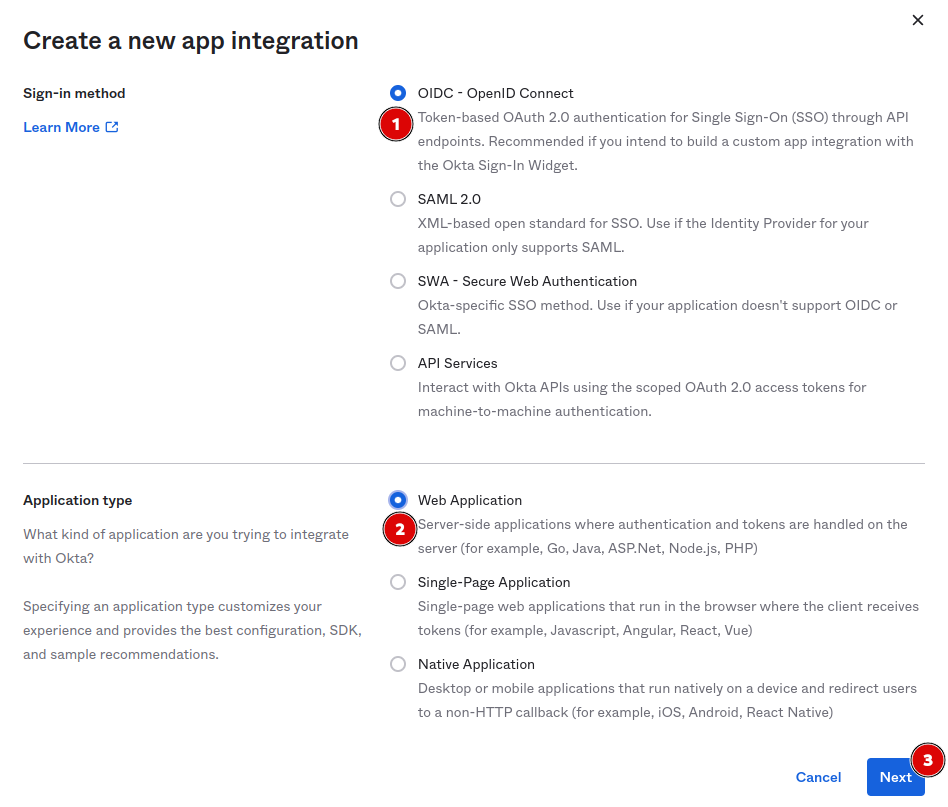 Create a new app integration
Sign-in method
Learn More
OIDC - OpenID Connect
1
Token-based OAuth 2.0 authentication for Single Sign-On (SSO) through API
endpoints. Recommended if you intend to build a custom app integration with
the Okta Sign-In Widget.
SAML 2.0
XML-based open standard for SSO. Use if the Identity Provider for your
application only supports SAML.
SWA - Secure Web Authentication
Okta-specific SSO method. Use if your application doesn't support OIDC or
SAML.
API Services
Interact with Okta APIs using the scoped OAuth 2.0 access tokens for
machine-to-machine authentication.
Application type
What kind of application are you trying to integrate
with Okta?
Specifying an application type customizes your
experience and provides the best configuration, SDK,
and sample recommendations.
Web Application
2
Server-side applications where authentication and tokens are handled on the
server (for example, Go, Java, ASP.Net, Node.js, PHP)
Single-Page Application
Single-page web applications that run in the browser where the client receives
tokens (for example, Javascript, Angular, React, Vue)
Native Application
Desktop or mobile applications that run natively on a device and redirect users
to a non-HTTP callback (for example, iOS, Android, React Native)
Cancel
Next
3